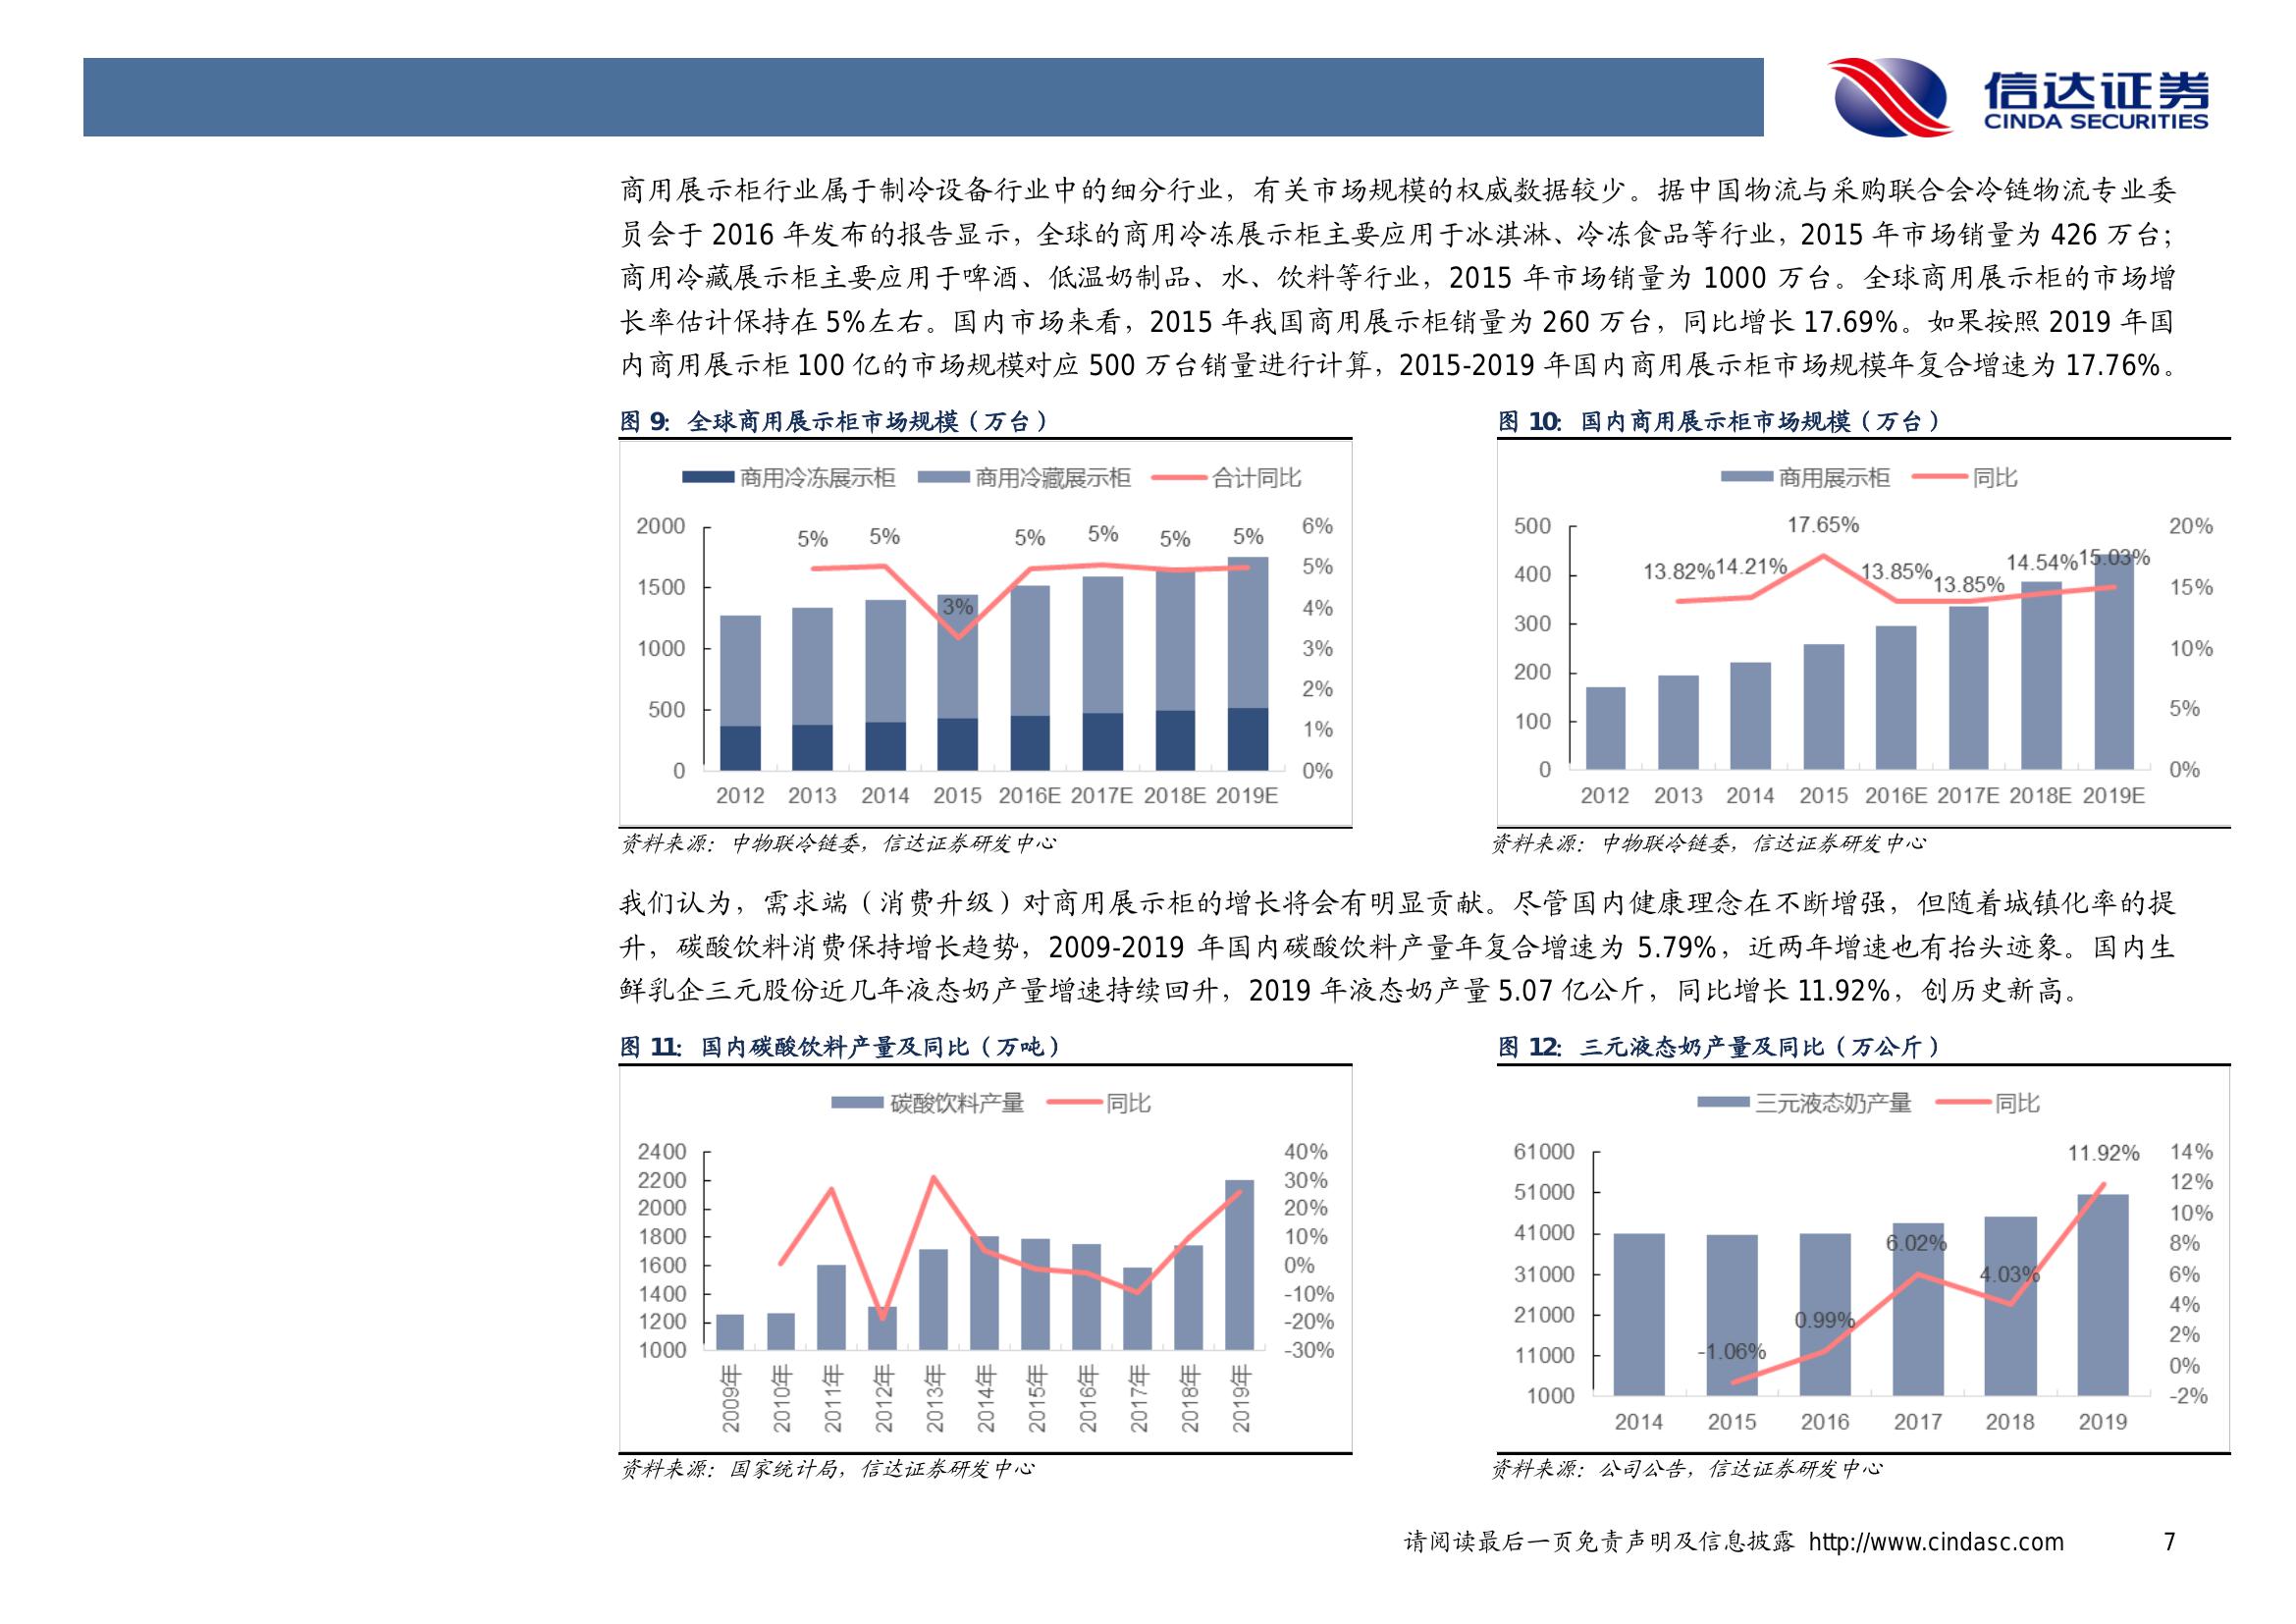 信达证券
CINDA SECURITIES
商用展示柜行业属于制冷设备行业中的细分行业，有关市场规模的权威数据较少。据中国物流与采购联合会冷链物流专业委
员会于 2016 年发布的报告显示，全球的商用冷冻展示柜主要应用于冰淇淋、冷冻食品等行业，2015 年市场销量为 426 万台；
商用冷藏展示柜主要应用于啤酒、低温奶制品、水、饮料等行业，2015 年市场销量为 1000 万台。全球商用展示柜的市场增
长率估计保持在 5%左右。国内市场来看，2015 年我国商用展示柜销量为 260 万台，同比增长 17.69%。如果按照 2019 年国
内商用展示柜 100 亿的市场规模对应 500 万台销量进行计算，2015-2019 年国内商用展示柜市场规模年复合增速为 17.76%。
图 9：全球商用展示柜市场规模（万台）
商用冷冻展示柜 商用冷藏展示柜 合计同比
2000
1500
1000
500
0
5% 5% 3% 5% 5% 5% 5%
6%
5%
4%
3%
2%
1%
0%
2012 2013 2014 2015 2016E 2017E 2018E 2019E
资料来源：中物联冷链委，信达证券研发中心
图 10：国内商用展示柜市场规模（万台）
商用展示柜 同比
500
400
300
200
100
0
13.82% 14.21% 17.65% 13.85% 13.85% 14.54% 15.03%
20%
15%
10%
5%
0%
2012 2013 2014 2015 2016E 2017E 2018E 2019E
资料来源：中物联冷链委，信达证券研发中心
我们认为，需求端（消费升级）对商用展示柜的增长将会有明显贡献。尽管国内健康理念在不断增强，但随着城镇化率的提
升，碳酸饮料消费保持增长趋势，2009-2019 年国内碳酸饮料产量年复合增速为 5.79%，近两年增速也有抬头迹象。国内生
鲜乳企三元股份近几年液态奶产量增速持续回升，2019 年液态奶产量 5.07 亿公斤，同比增长 11.92%，创历史新高。
图 11：国内碳酸饮料产量及同比（万吨）
碳酸饮料产量 同比
2400
2200
2000
1800
1600
1400
1200
1000
40%
30%
20%
10%
0%
-10%
-20%
-30%
2009年 2010年 2011年 2012年 2013年 2014年 2015年 2016年 2017年 2018年 2019年
资料来源：国家统计局，信达证券研发中心
图 12：三元液态奶产量及同比（万公斤）
三元液态奶产量 同比
61000
51000
41000
31000
21000
11000
1000
-1.06% 0.99% 6.02% 4.03% 11.92%
14%
12%
10%
8%
6%
4%
2%
0%
-2%
2014 2015 2016 2017 2018 2019
资料来源：公司公告，信达证券研发中心
请阅读最后一页免责声明及信息披露 http://www.cindasc.com 7